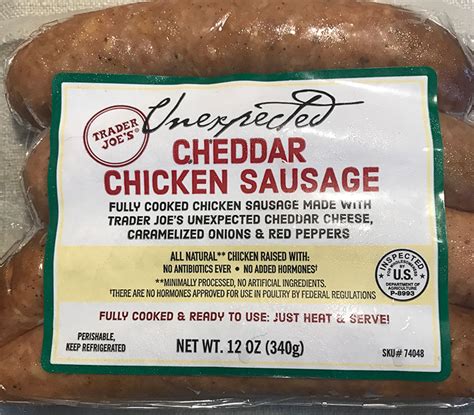 TRADER
JOE'S®
Unexpected
CHEDDAR
CHICKEN SAUSAGE
FULLY COOKED CHICKEN SAUSAGE MADE WITH
TRADER JOE'S UNEXPECTED CHEDDAR CHEESE,
CARAMELIZED ONIONS & RED PEPPERS
ALL NATURAL** CHICKEN RAISED WITH:
NO ANTIBIOTICS EVER • NO ADDED HORMONES†
**MINIMALLY PROCESSED, NO ARTIFICIAL INGREDIENTS.
†THERE ARE NO HORMONES APPROVED FOR USE IN POULTRY BY FEDERAL REGULATIONS
INSPECTED
FOR WHOLESOMENESS
BY
U.S.
DEPARTMENT OF
AGRICULTURE
P-8993
FULLY COOKED & READY TO USE: JUST HEAT & SERVE!
PERISHABLE,
KEEP REFRIGERATED
NET WT. 12 OZ (340g)
SKU# 74048